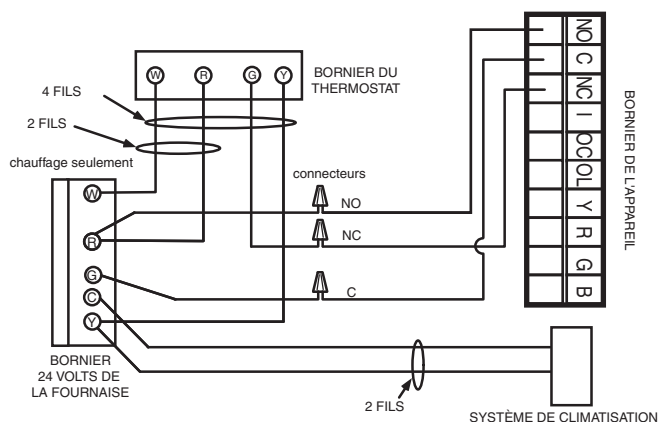 W
R
G
Y
BORNIER DU
THERMOSTAT
4 FILS
2 FILS
chauffage seulement
connecteurs
NO
NC
C
W
R
G
C
Y
BORNIER
24 VOLTS DE
LA FOURNAISE
2 FILS
SYSTÈME DE CLIMATISATION
NO
C
NC
I
OC
OL
Y
R
G
B
BORNIER DE L'APPAREIL